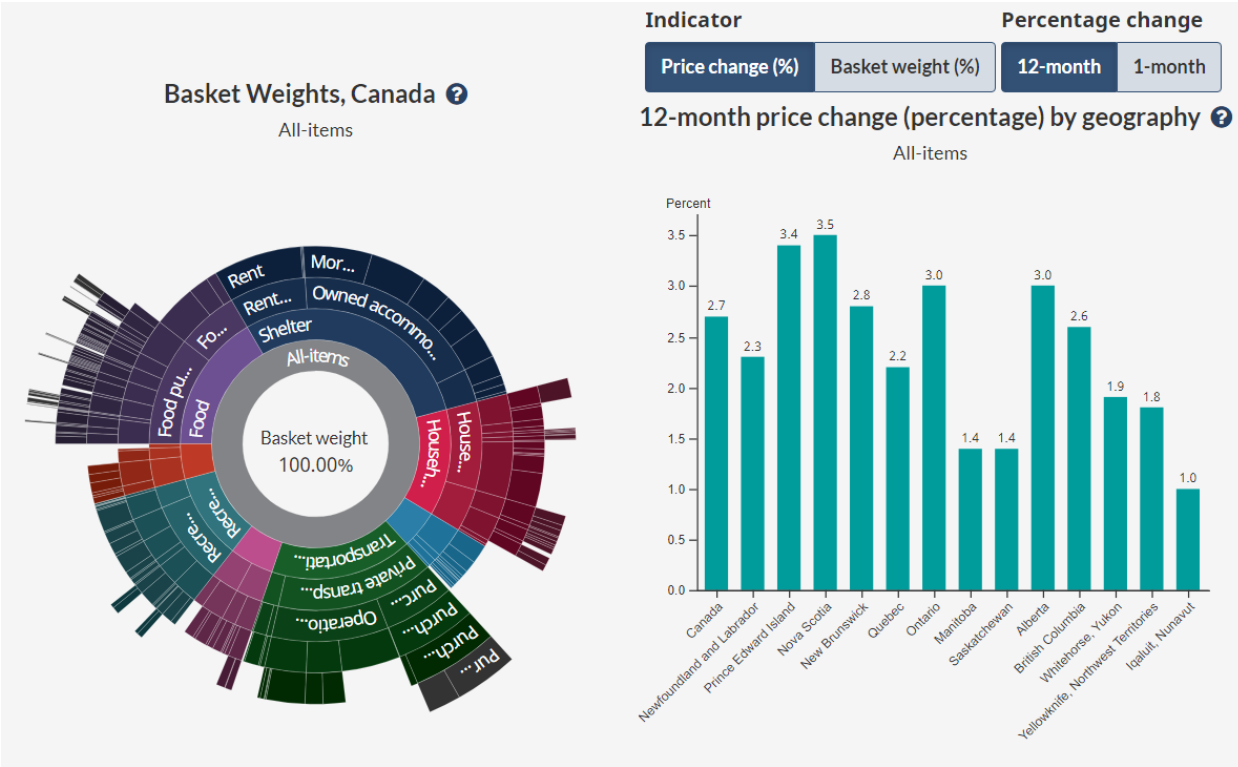 Basket Weights, Canada ?
All-items
Rent
Mor...
Rent...
Owned accommo...
Shelter
Fo...
Food pu...
Food
All-items
Basket weight
100.00%
Househ...
House...
Recre...
Recre...
Transportati...
Private transp...
Operatio...
Purc...
Purch...
Purch...
Pur...
Indicator
Percentage change
Price change (%)
Basket weight (%)
12-month
1-month
12-month price change (percentage) by geography ?
All-items
Percent
3.5
3.0
2.5
2.0
1.5
1.0
0.5
0.0
2.7
2.3
3.4
3.5
2.8
2.2
3.0
1.4
1.4
3.0
2.6
1.9
1.8
1.0
Canada
Newfoundland and Labrador
Prince Edward Island
Nova Scotia
New Brunswick
Quebec
Ontario
Manitoba
Saskatchewan
Alberta
British Columbia
Whitehorse, Yukon
Yellowknife, Northwest Territories
Iqaluit, Nunavut